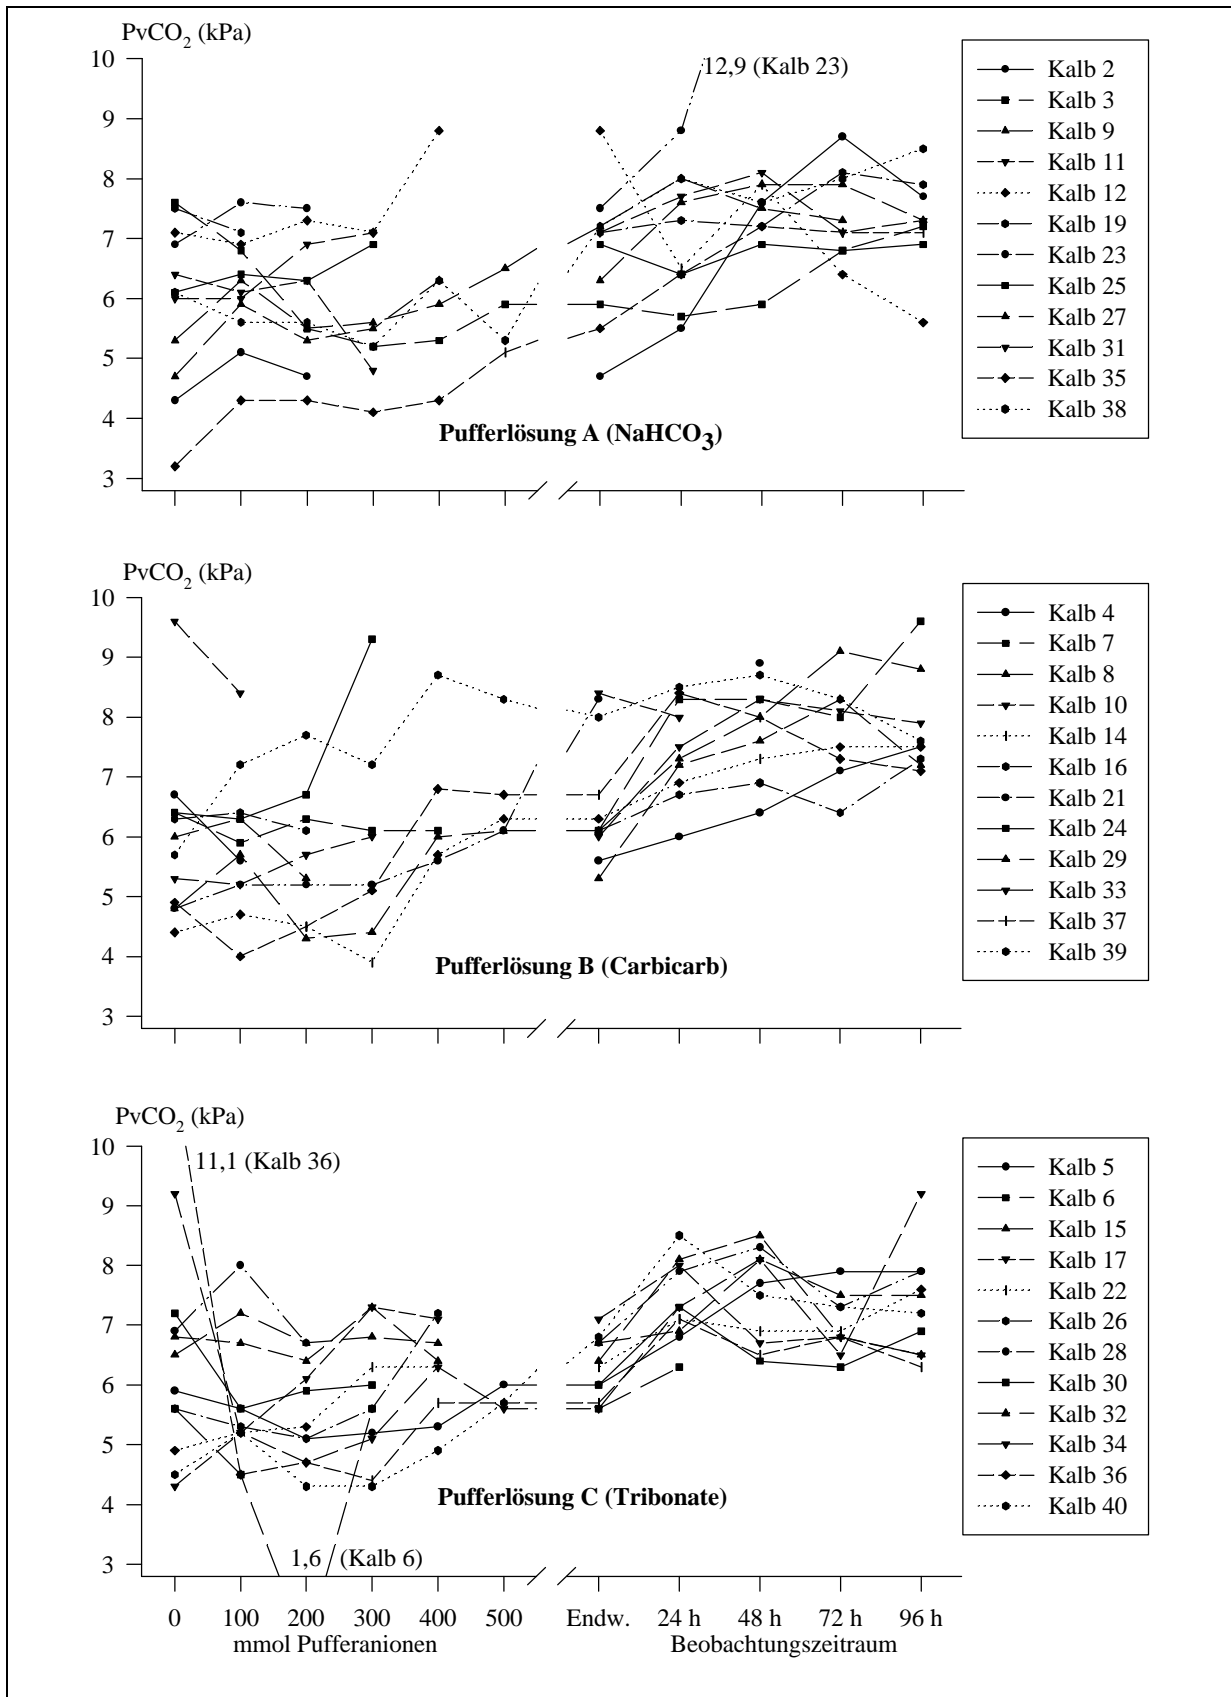 PvCO2 (kPa)
10
9
8
7
6
5
4
3
12,9 (Kalb 23)
Pufferlösung A (NaHCO3)
Kalb 2
Kalb 3
Kalb 9
Kalb 11
Kalb 12
Kalb 19
Kalb 23
Kalb 25
Kalb 27
Kalb 31
Kalb 35
Kalb 38
PvCO2 (kPa)
10
9
8
7
6
5
4
3
Pufferlösung B (Carbicarb)
Kalb 4
Kalb 7
Kalb 8
Kalb 10
Kalb 14
Kalb 16
Kalb 21
Kalb 24
Kalb 29
Kalb 33
Kalb 37
Kalb 39
PvCO2 (kPa)
10
9
8
7
6
5
4
3
11,1 (Kalb 36)
Pufferlösung C (Tribonate)
1,6 (Kalb 6)
Kalb 5
Kalb 6
Kalb 15
Kalb 17
Kalb 22
Kalb 26
Kalb 28
Kalb 30
Kalb 32
Kalb 34
Kalb 36
Kalb 40
0 100 200 300 400 500 Endw. 24 h 48 h 72 h 96 h
mmol Pufferanionen Beobachtungszeitraum